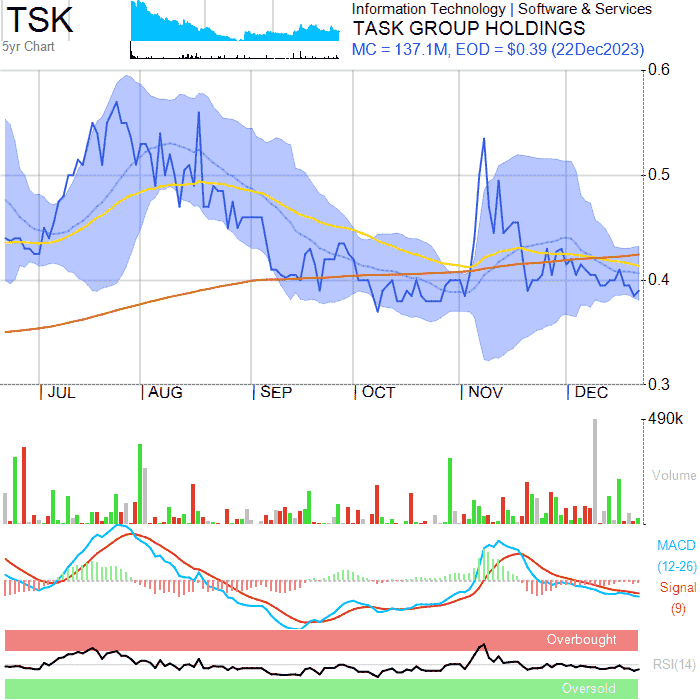 TSK
5yr Chart
Information Technology | Software & Services
TASK GROUP HOLDINGS
MC = 137.1M, EOD = $0.39 (22Dec2023)
0.6
0.5
0.4
0.3
| JUL | AUG | SEP | OCT | NOV | DEC
490k
Volume
MACD
(12-26)
Signal
(9)
Overbought
RSI(14)
Oversold